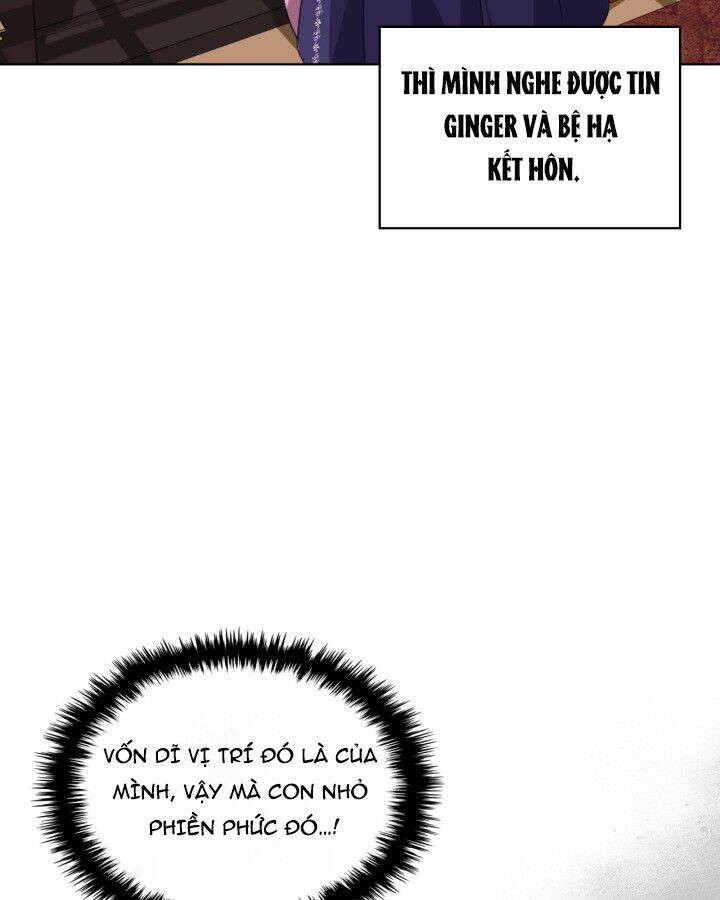 THÌ MÌNH NGHE ĐƯỢC TIN
GINGER VÀ BỆ HẠ
KẾT HÔN.
VỐN DĨ VỊ TRÍ ĐÓ LÀ CỦA
MÌNH, VẬY MÀ CON NHỎ
PHIỀN PHỨC ĐÓ...!